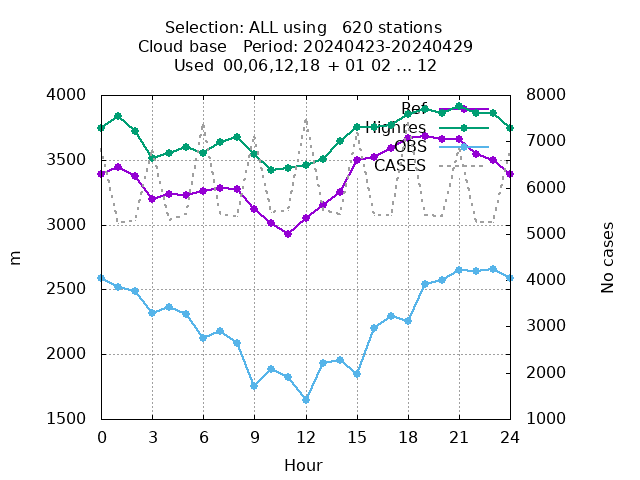 Selection: ALL using   620 stations
Cloud base   Period: 20240423-20240429
Used 00,06,12,18 + 01 02 ... 12
4000
3500
3000
2500
2000
1500
m
8000
7000
6000
5000
4000
3000
2000
1000
No cases
Ref
Highres
OBS
CASES
0 3 6 9 12 15 18 21 24
Hour